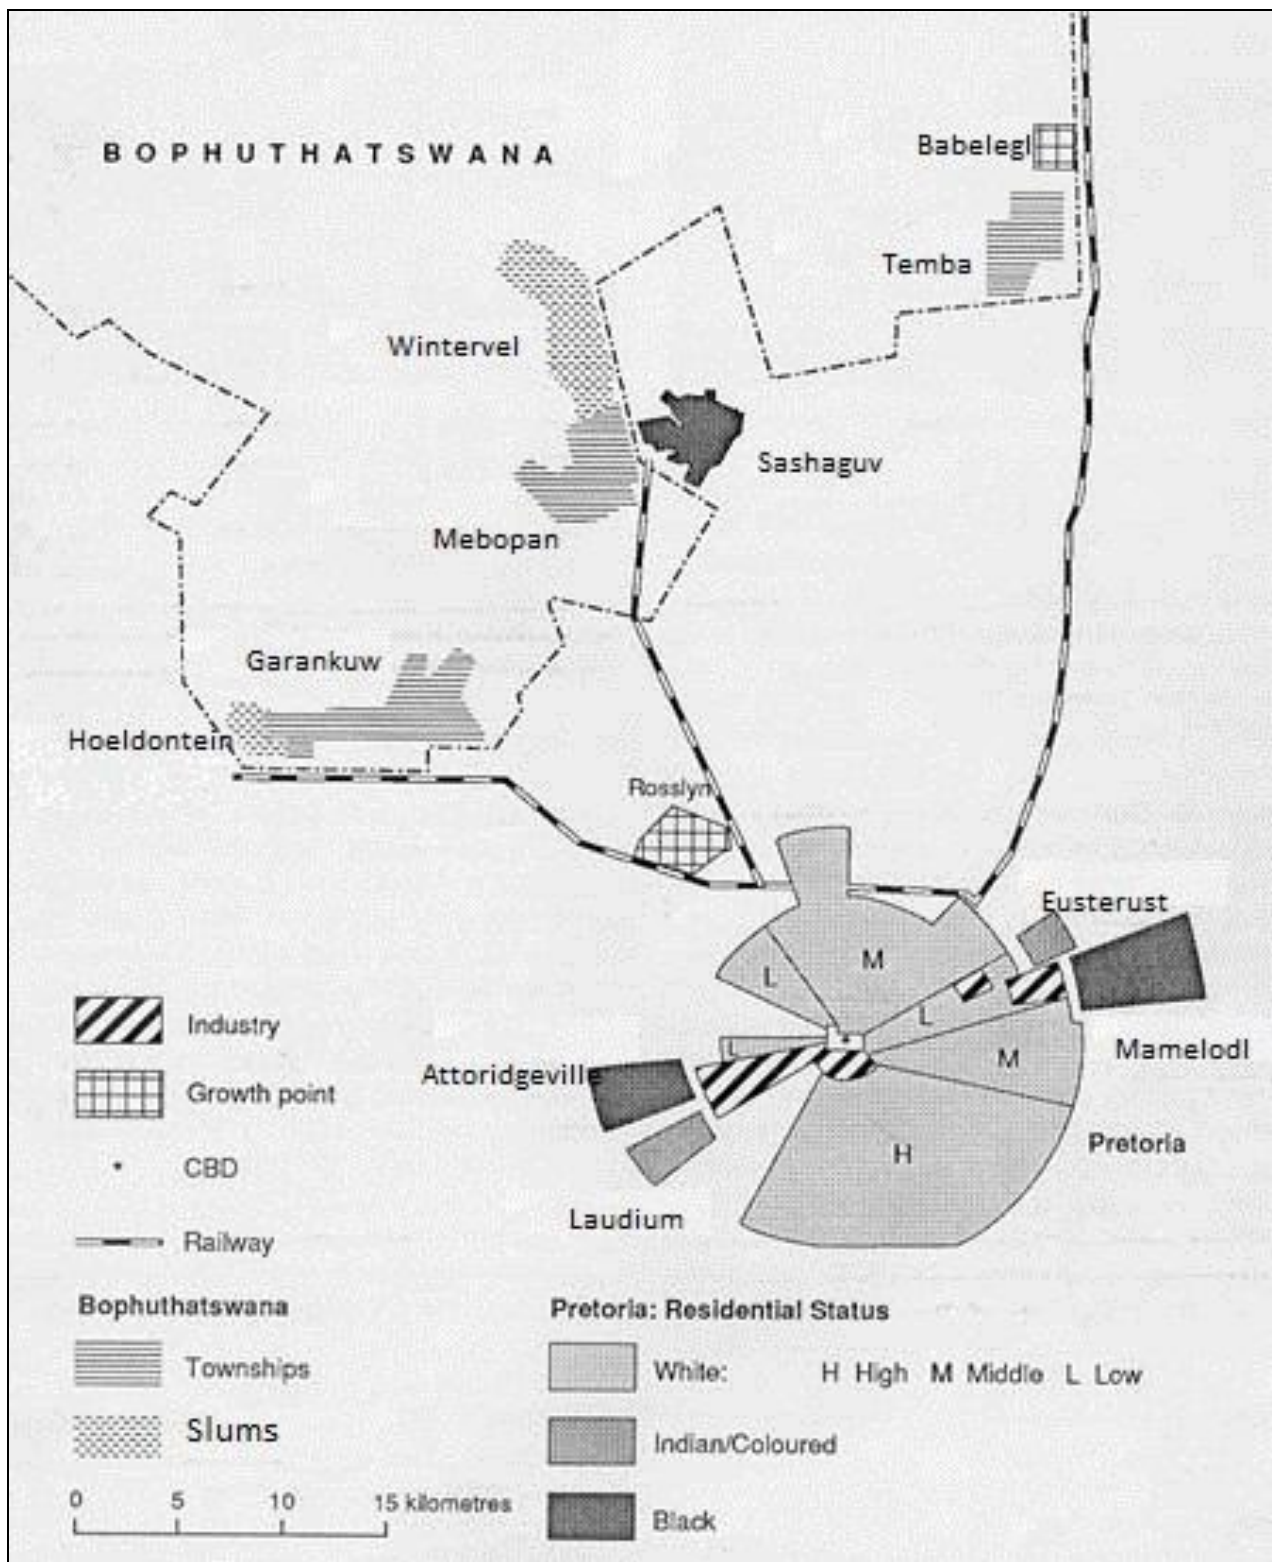 BOPHUTHATSWANA
Babelegl
Temba
Wintervel
Sashaguv
Mebopan
Garankuw
Hoeldontein
Rosslyn
Eusterust
M
L
L
Mamelodl
L
M
Attoridgeville
Pretoria
H
Laudium
Industry
Growth point
CBD
Railway
Bophuthatswana
Townships
Slums
0 5 10 15 kilometres
Pretoria: Residential Status
White: H High M Middle L Low
Indian/Coloured
Black